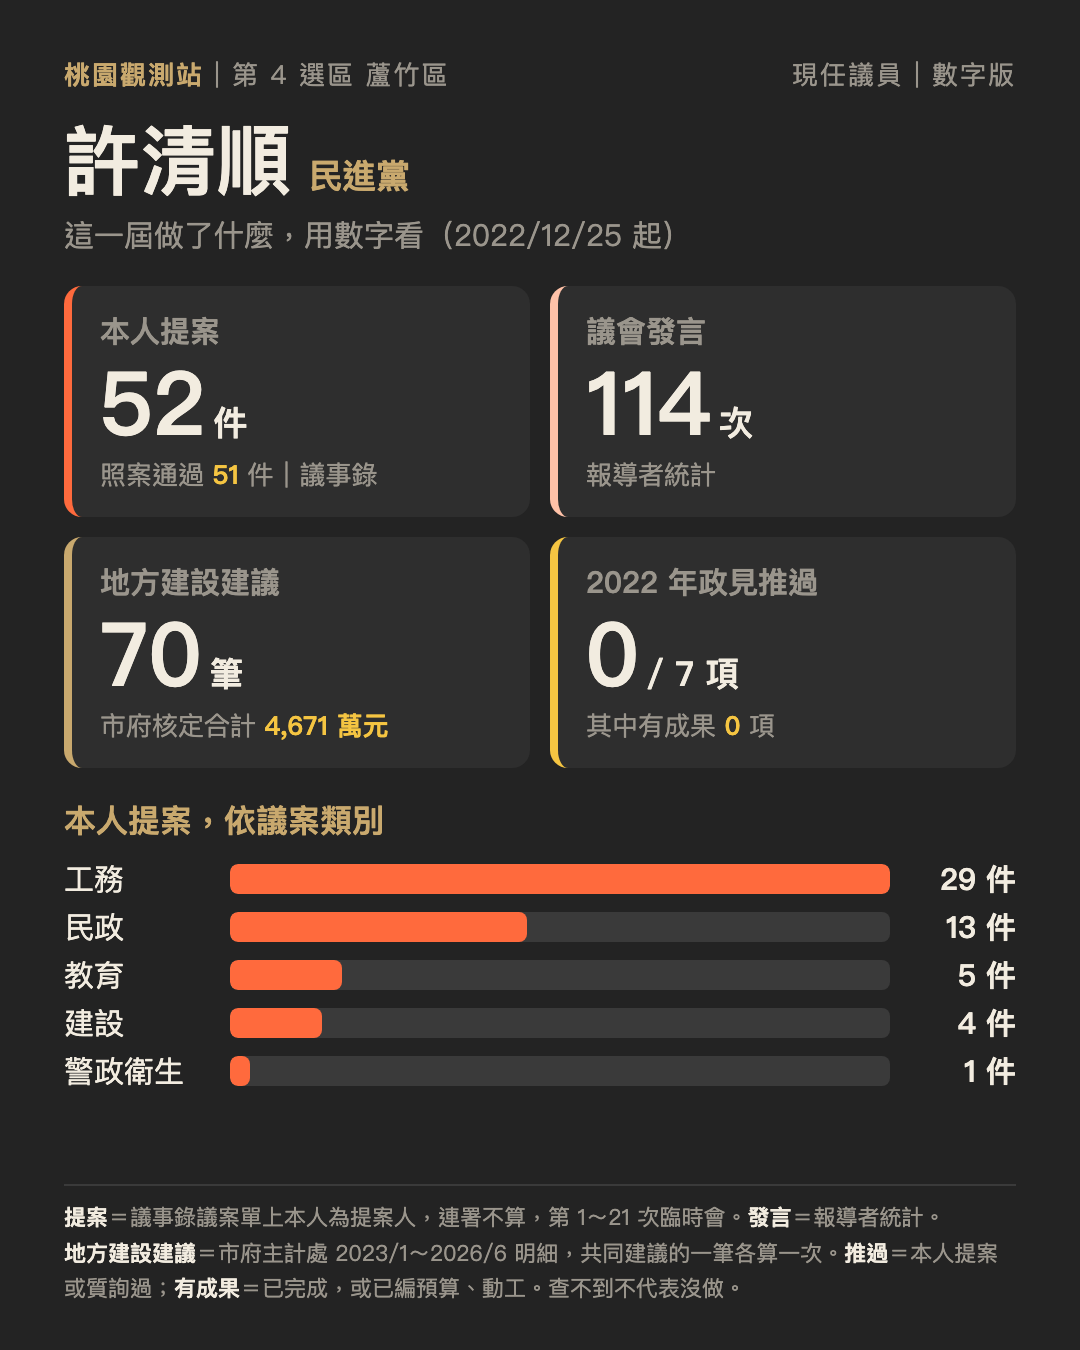 桃園觀測站｜第 4 選區 蘆竹區
現任議員｜數字版
許清順 民進黨
這一屆做了什麼，用數字看（2022/12/25 起）
本人提案
52 件
照案通過 51 件｜議事錄
議會發言
114 次
報導者統計
地方建設建議
70 筆
市府核定合計 4,671 萬元
2022 年政見推過
0 / 7 項
其中有成果 0 項
本人提案，依議案類別
工務 29 件
民政 13 件
教育 5 件
建設 4 件
警政衛生 1 件
提案＝議事錄議案單上本人為提案人，連署不算，第 1～21 次臨時會。發言＝報導者統計。
地方建設建議＝市府主計處 2023/1～2026/6 明細，共同建議的一筆各算一次。推過＝本人提案
或質詢過；有成果＝已完成，或已編預算、動工。查不到不代表沒做。